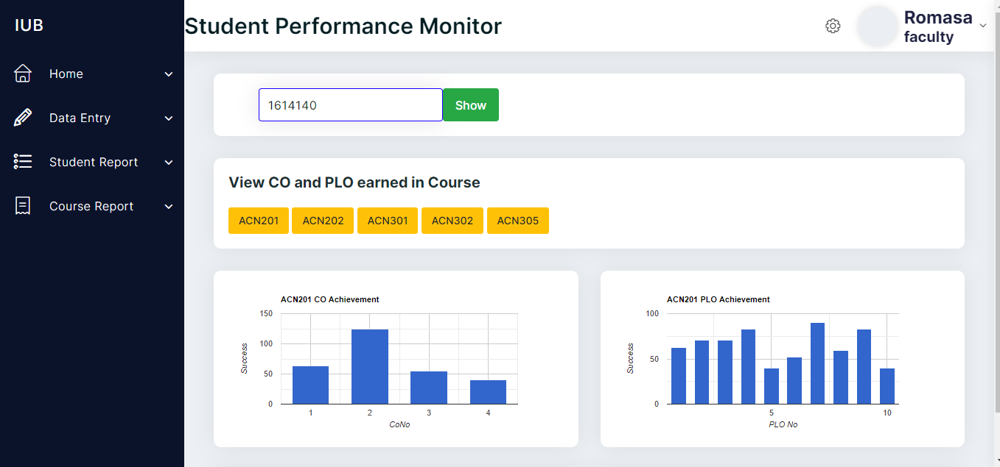 IUB
Home
Data Entry
Student Report
Course Report
Student Performance Monitor
Romasa
faculty
1614140 Show
View CO and PLO earned in Course
ACN201 ACN202 ACN301 ACN302 ACN305
ACN201 CO Achievement
150
100
50
0
Success
1 2 3 4
CoNo
ACN201 PLO Achievement
100
50
0
Success
5 10
PLO No